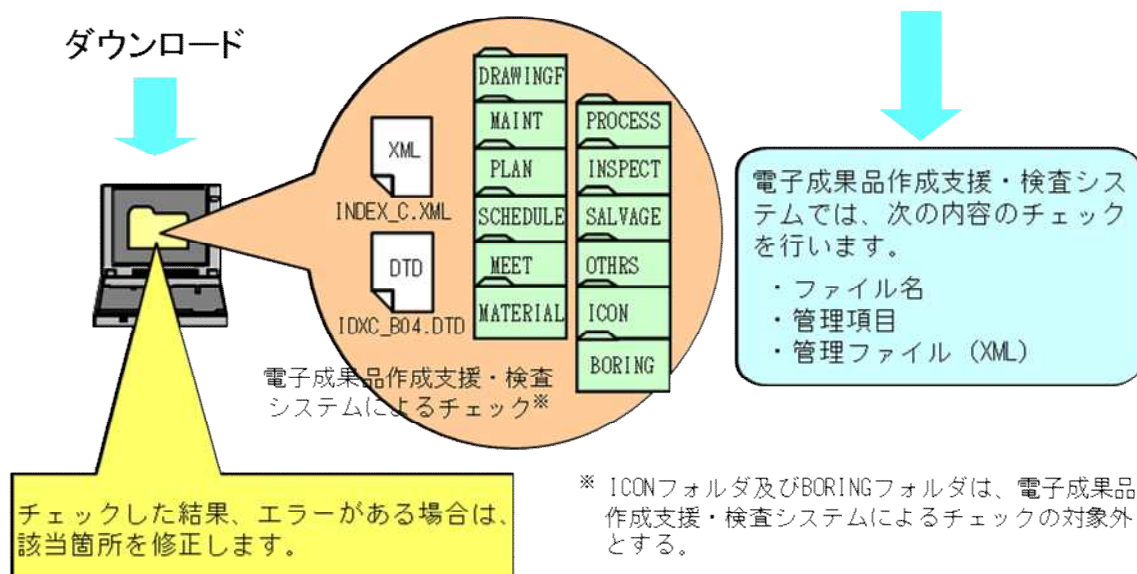 ダウンロード
XML
INDEX_C.XML
DTD
IDXC_B04.DTD
DRAWINGF
MAINT
PLAN
SCHEDULE
MEET
MATERIAL
PROCESS
INSPECT
SALVAGE
OTHRS
ICON
BORING
電子成果品作成支援・検査
システムによるチェック※
電子成果品作成支援・検査シス
テムでは、次の内容のチェック
を行います。
・ファイル名
・管理項目
・管理ファイル (XML)
チェックした結果、エラーがある場合は、
該当箇所を修正します。
※ ICONフォルダ及びBORINGフォルダは、電子成果品
作成支援・検査システムによるチェックの対象外
とする。